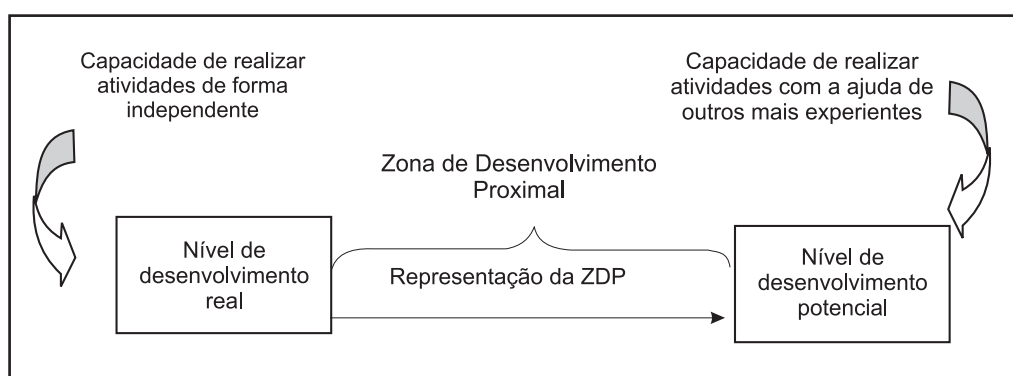 Capacidade de realizar
atividades de forma
independente
Capacidade de realizar
atividades com a ajuda de
outros mais experientes
Zona de Desenvolvimento
Proximal
Nível de
desenvolvimento
real
Representação da ZDP
Nível de
desenvolvimento
potencial